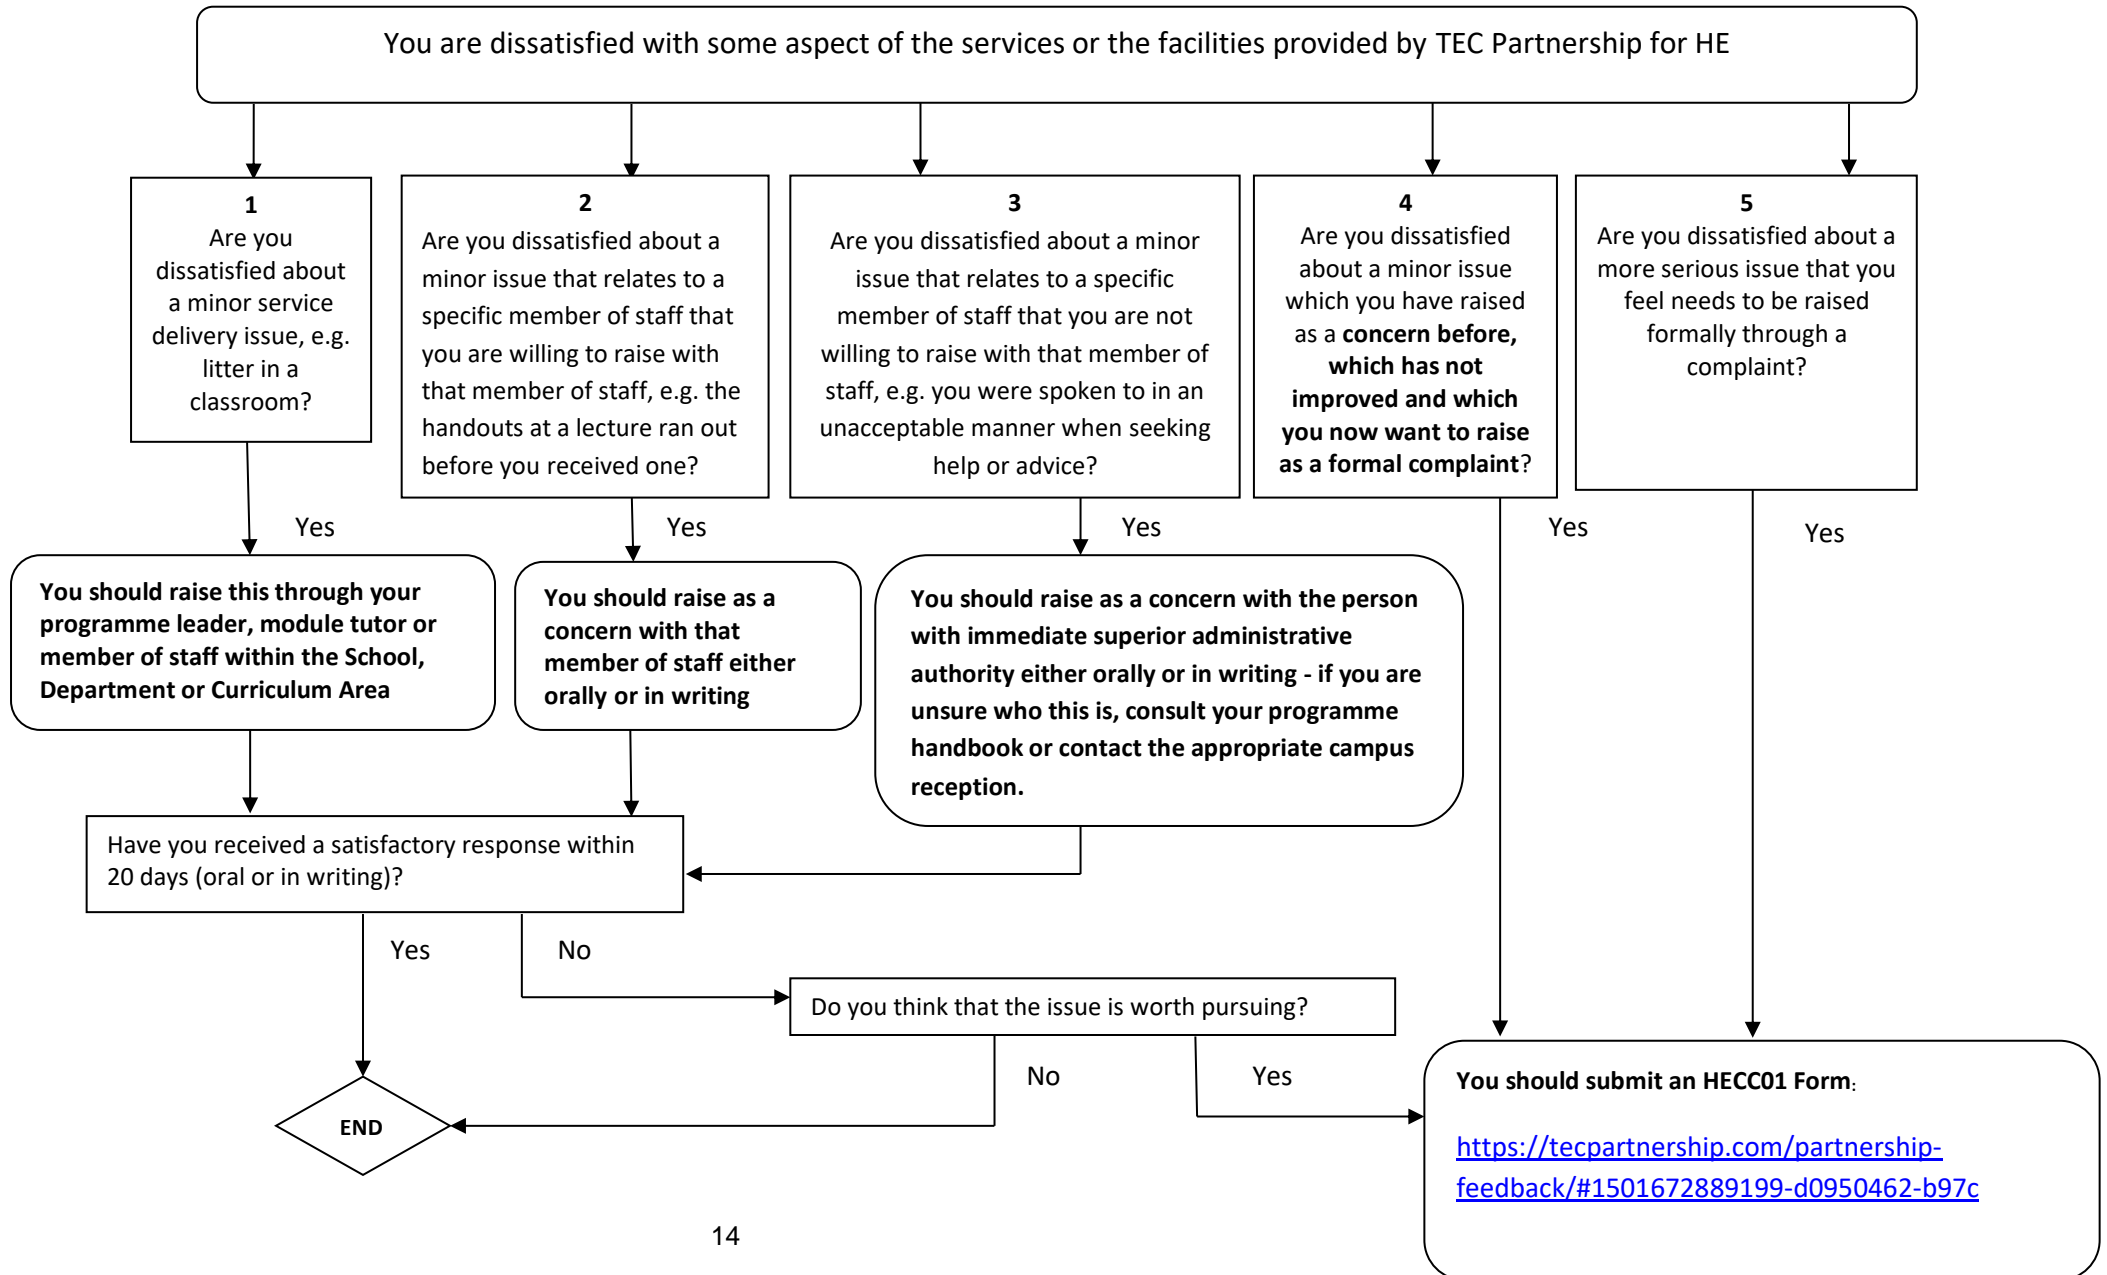 You are dissatisfied with some aspect of the services or the facilities provided by TEC Partnership for HE
1
Are you
dissatisfied about
a minor service
delivery issue, e.g.
litter in a
classroom?
2
Are you dissatisfied about a
minor issue that relates to a
specific member of staff that
you are willing to raise with
that member of staff, e.g. the
handouts at a lecture ran out
before you received one?
3
Are you dissatisfied about a minor
issue that relates to a specific
member of staff that you are not
willing to raise with that member of
staff, e.g. you were spoken to in an
unacceptable manner when seeking
help or advice?
4
Are you dissatisfied
about a minor issue
which you have raised
as a concern before,
which has not
improved and which
you now want to raise
as a formal complaint?
5
Are you dissatisfied about a
more serious issue that you
feel needs to be raised
formally through a
complaint?
Yes
Yes
Yes
Yes
Yes
You should raise this through your
programme leader, module tutor or
member of staff within the School,
Department or Curriculum Area
You should raise as a
concern with that
member of staff either
orally or in writing
You should raise as a concern with the person
with immediate superior administrative
authority either orally or in writing - if you are
unsure who this is, consult your programme
handbook or contact the appropriate campus
reception.
Have you received a satisfactory response within
20 days (oral or in writing)?
Yes
No
Do you think that the issue is worth pursuing?
No
Yes
END
You should submit an HECC01 Form:
https://tecpartnership.com/partnership-
feedback/#1501672889199-d0950462-b97c
14